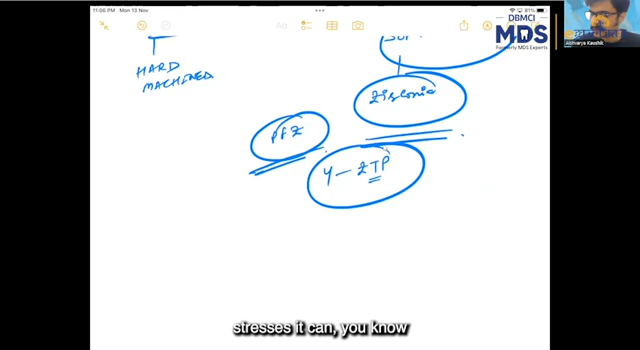 11:06 PM Mon 13 Nov
81%
DBMCI
MDS
Formerly MDS Experts
HARD
MACHINED
Zirconia
PFZ
Y-ZTP
stresses it can, you know